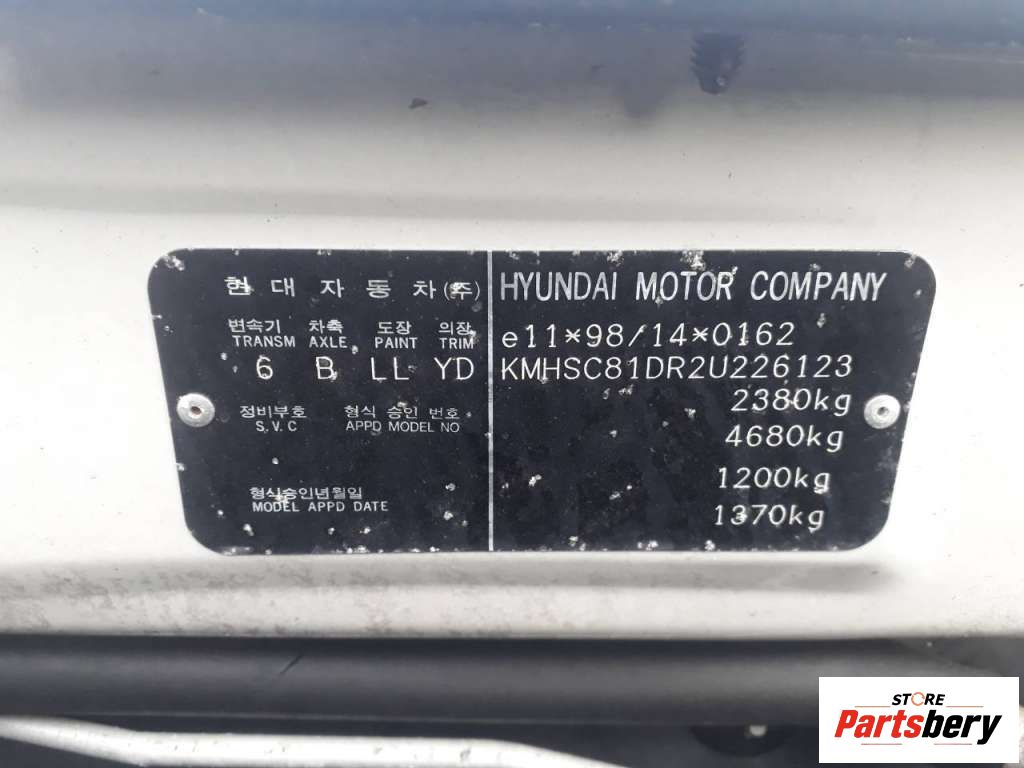 현대자동차(주)
변속기 차축 도장 의장
TRANSM AXLE PAINT TRIM
6 B LL YD
정비부호 형식 승인 번호
S.V.C APPD MODEL NO
형식승인년월일
MODEL APPD DATE
HYUNDAI MOTOR COMPANY
e11*98/14*0162
KMHSC81DR2U226123
2380kg
4680kg
1200kg
1370kg
STORE
Partsbery